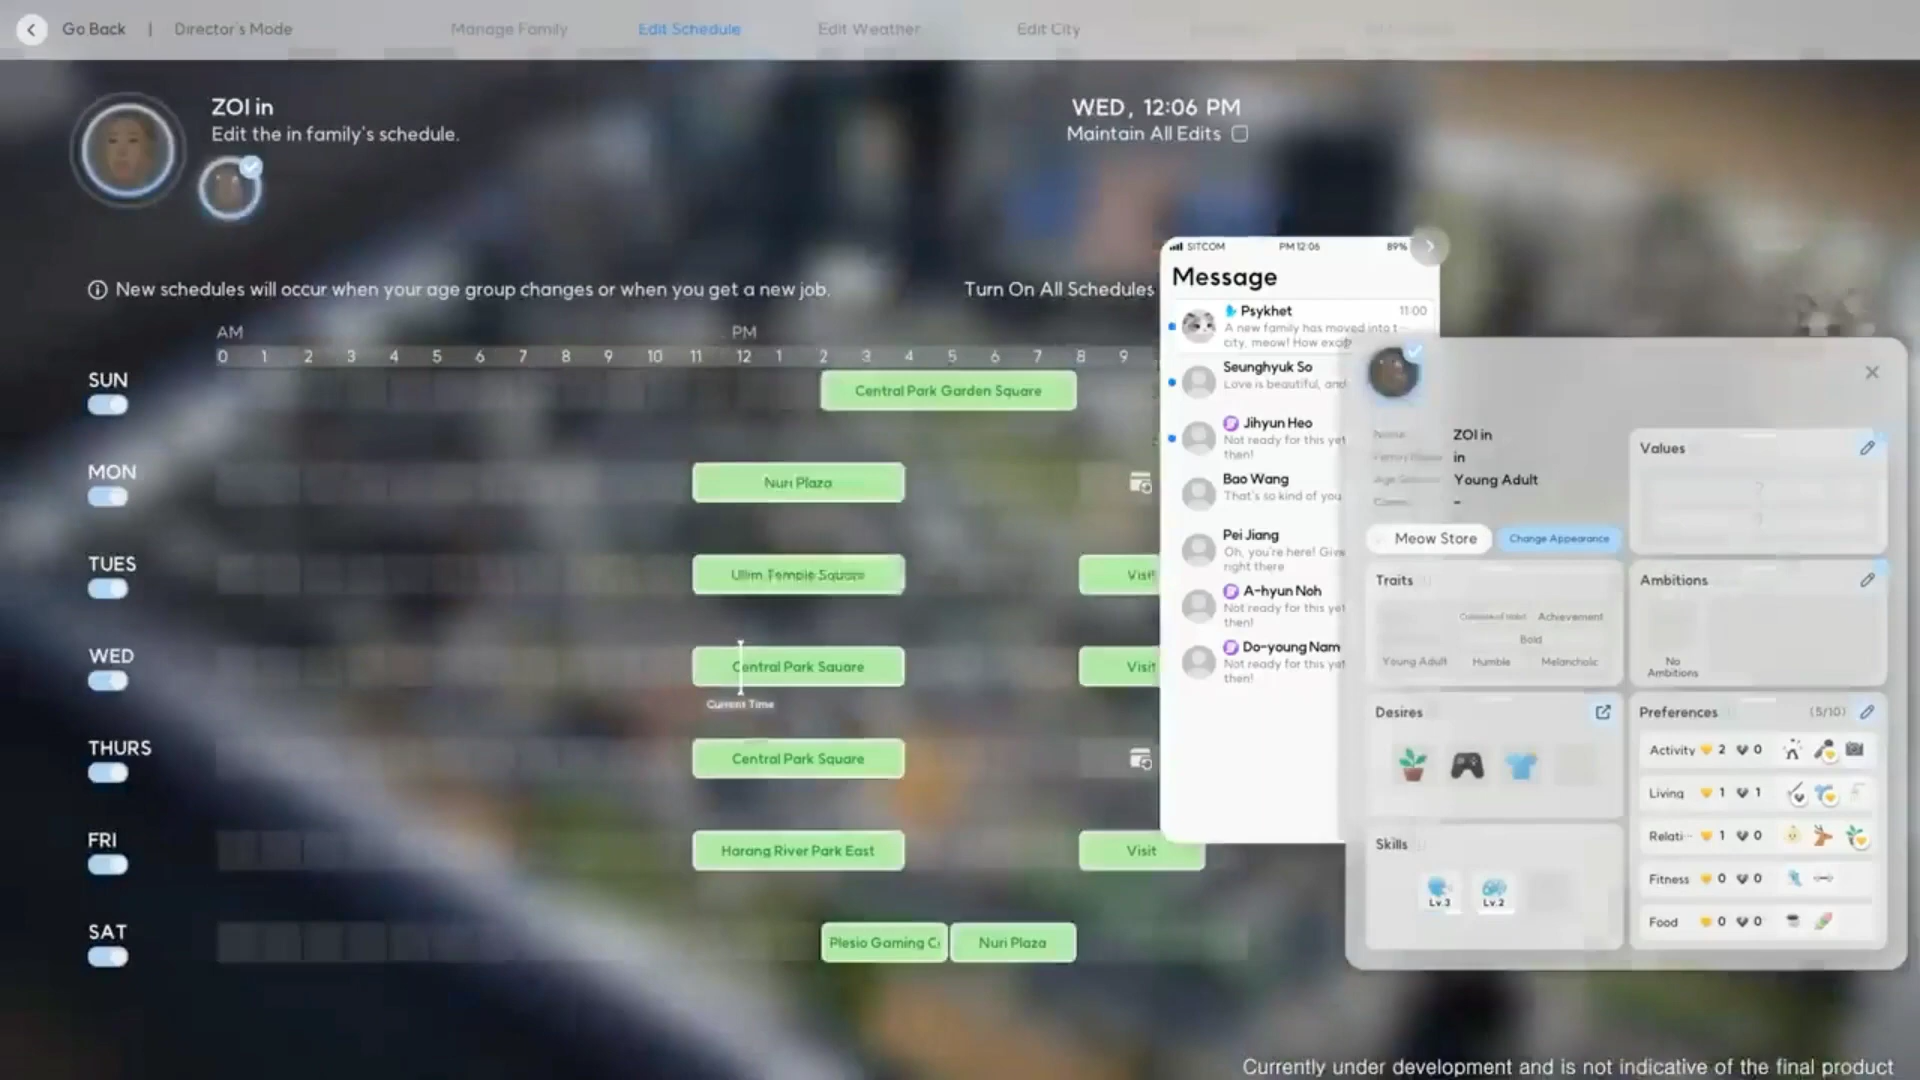 Go Back | Director's Mode
Manage Family
Edit Schedule
Edit Weather
Edit City
ZOI in
Edit the in family's schedule.
WED, 12:06 PM
Maintain All Edits
New schedules will occur when your age group changes or when you get a new job.
Turn On All Schedules
AM
PM
0 1 2 3 4 5 6 7 8 9 10 11 12 1 2 3 4 5 6 7 8 9
SUN
Central Park Garden Square
MON
Nuri Plaza
TUES
Ullim Temple Square
Visit
WED
Central Park Square
Visit
Current Time
THURS
Central Park Square
FRI
Harang River Park East
Visit
SAT
Plesio Gaming C
Nuri Plaza
SITCOM
PM 12:06
89%
Message
Psykhet
11:00
A new family has moved into t
city, meow! How
Seunghyuk So
Love is beautiful, and
Jihyun Heo
Not ready for this yet
then!
Bao Wang
That's so kind of you
Pei Jiang
Oh, you're here! Give
right there
A-hyun Noh
Not ready for this yet
then!
Do-young Nam
Not ready for this yet
then!
Name
ZOI in
in
Young Adult
-
Meow Store
Change Appearance
Values
Traits
Achievement
Bold
Young Adult
Humble
Melancholic
Ambitions
No
Ambitions
Desires
Skills
Lv.3
Lv.2
Preferences
(5/10)
Activity 2 0
Living 1 1
Relati... 1 0
Fitness 0 0
Food 0 0
Currently under development and is not indicative of the final product